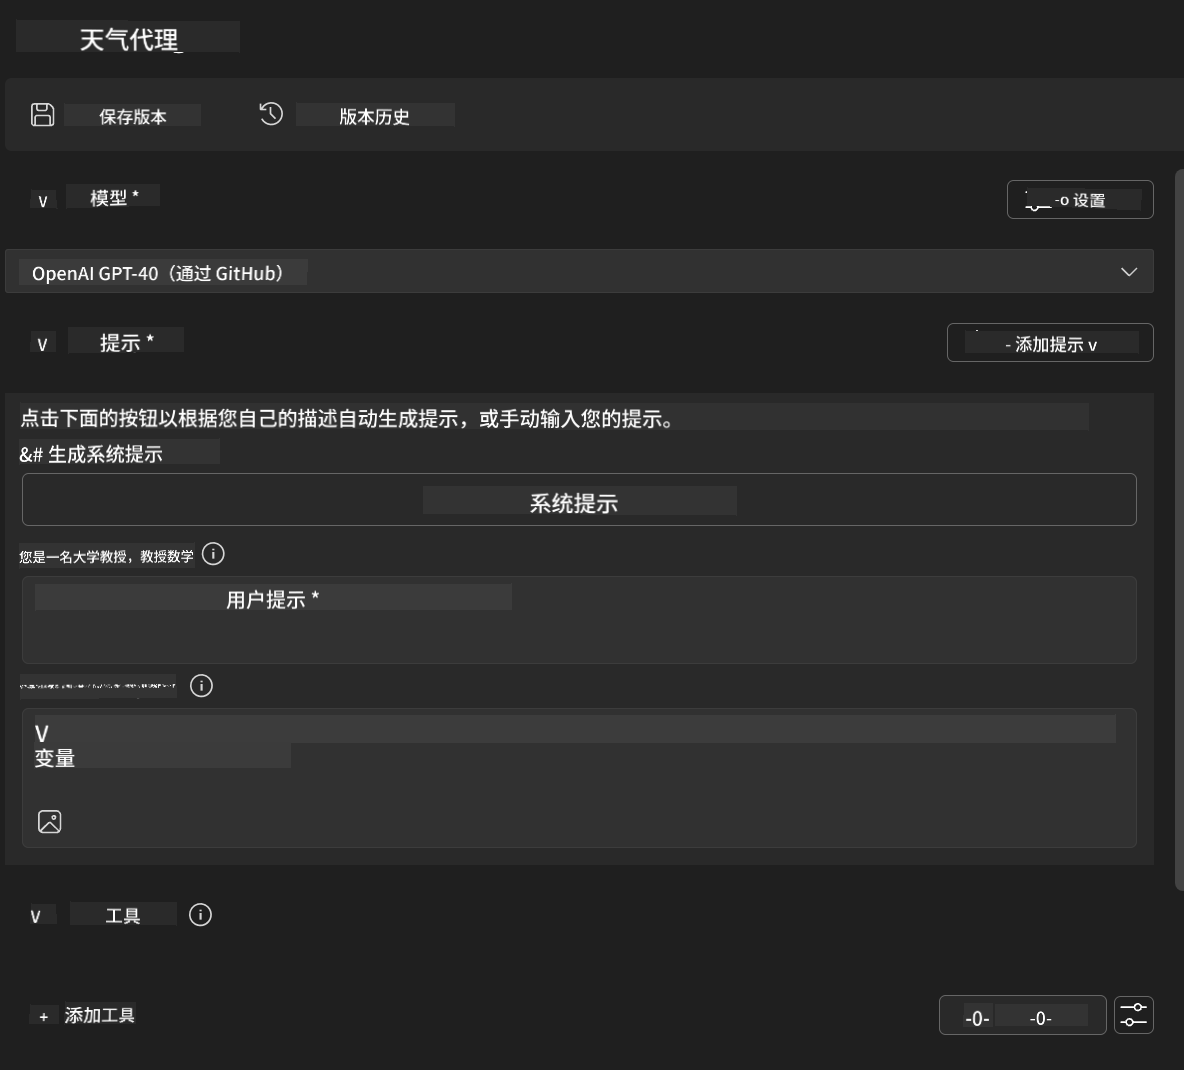 天气代理_
保存版本
版本历史
v 模型 *
-o 设置
OpenAI GPT-40（通过 GitHub）
v 提示 *
- 添加提示 v
点击下面的按钮以根据您自己的描述自动生成提示，或手动输入您的提示。
&# 生成系统提示
系统提示
您是一名大学教授，教授数学
用户提示 *
V
变量
v 工具
+ 添加工具
-0- -0-